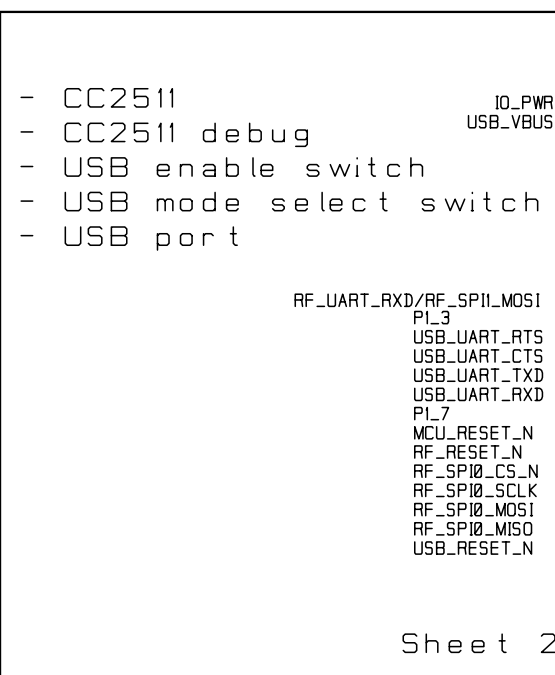 - CC2511
IO_PWR
- CC2511 debug
USB_VBUS
- USB enable switch
- USB mode select switch
- USB port
RF_UART_RXD/RF_SPI1_MOSI
P1_3
USB_UART_RTS
USB_UART_CTS
USB_UART_TXD
USB_UART_RXD
P1_7
MCU_RESET_N
RF_RESET_N
RF_SPI0_CS_N
RF_SPI0_SCLK
RF_SPI0_MOSI
RF_SPI0_MISO
USB_RESET_N
Sheet 2